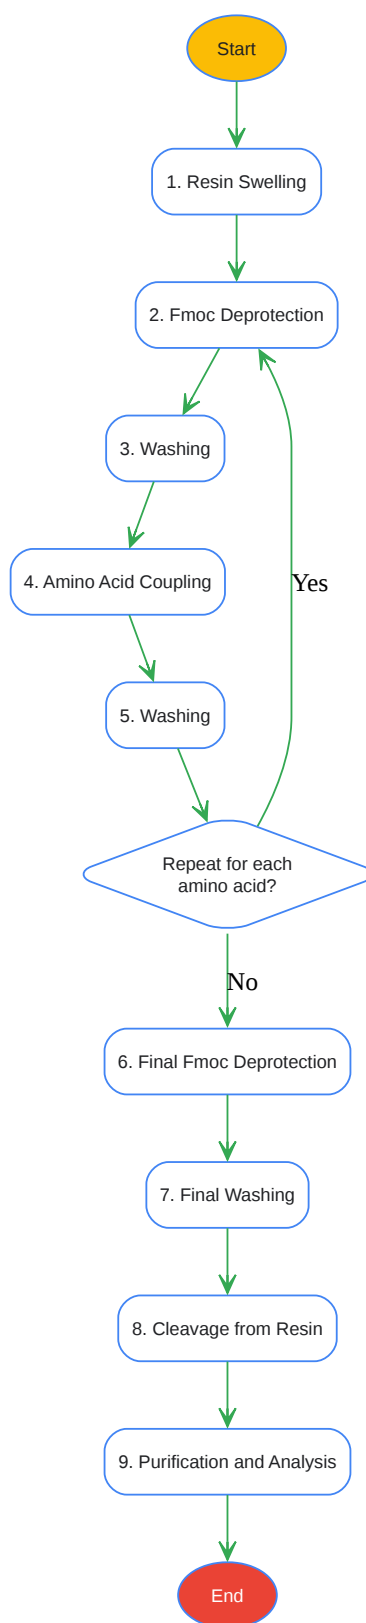 Start
1. Resin Swelling
2. Fmoc Deprotection
3. Washing
4. Amino Acid Coupling
Yes
5. Washing
Repeat for each
amino acid?
No
6. Final Fmoc Deprotection
7. Final Washing
8. Cleavage from Resin
9. Purification and Analysis
End